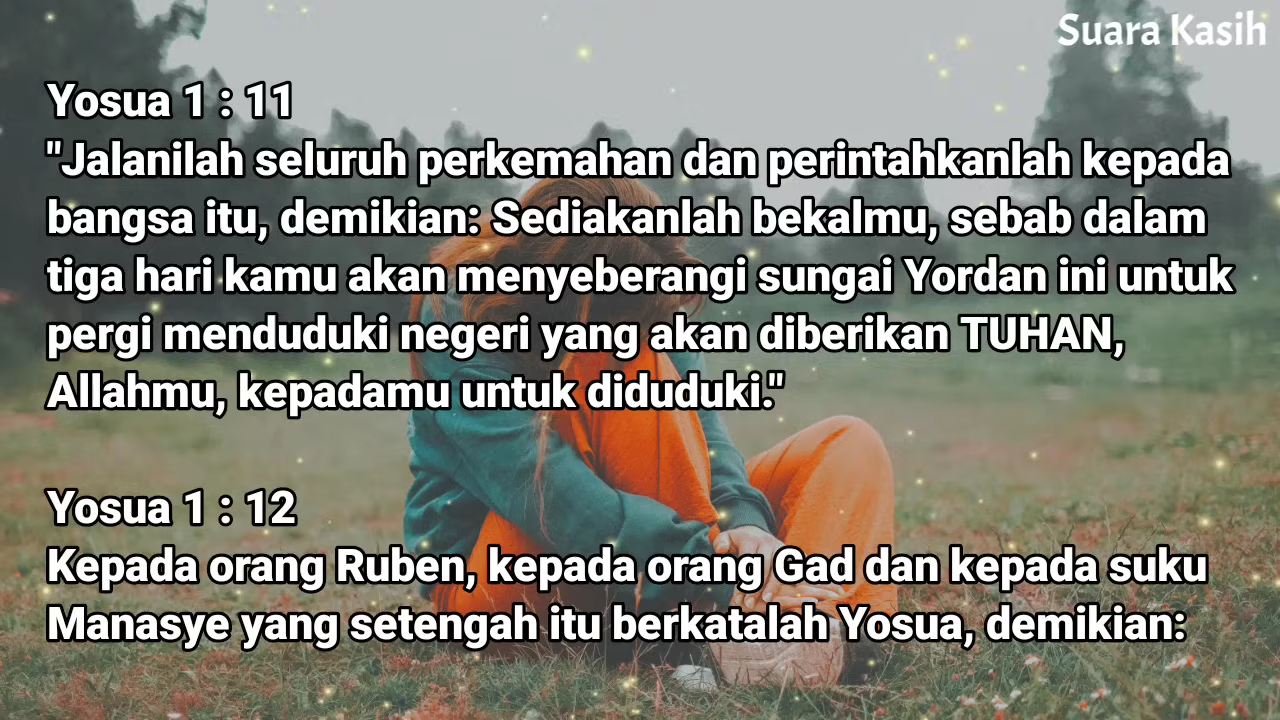 Suara Kasih
Yosua 1 : 11
"Jalanilah seluruh perkemahan dan perintahkanlah kepada
bangsa itu, demikian: Sediakanlah bekalmu, sebab dalam
tiga hari kamu akan menyeberangi sungai Yordan ini untuk
pergi menduduki negeri yang akan diberikan TUHAN,
Allahmu, kepadamu untuk diduduki."
Yosua 1 : 12
Kepada orang Ruben, kepada orang Gad dan kepada suku
Manasye yang setengah itu berkatalah Yosua, demikian: